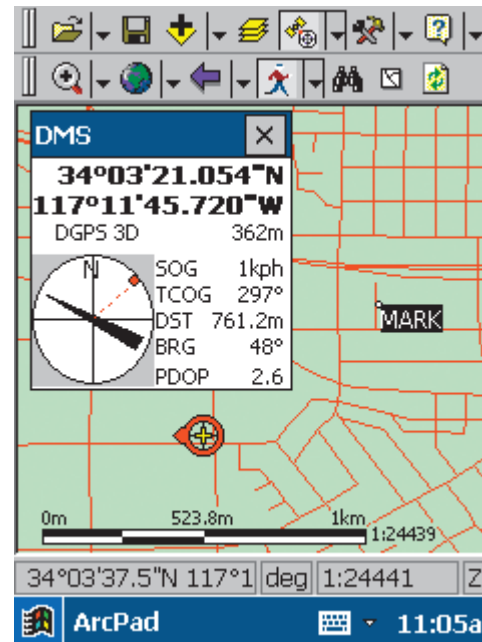 DMS
34°03'21.054"N
117°11'45.720"W
DGPS 3D 362m
N
SOG 1kph
TCOG 297°
DST 761.2m
BRG 48°
PDOP 2.6
MARK
0m 523.8m 1km
1:24439
34°03'37.5"N 117°1 deg 1:24441 Z
ArcPad 11:05a